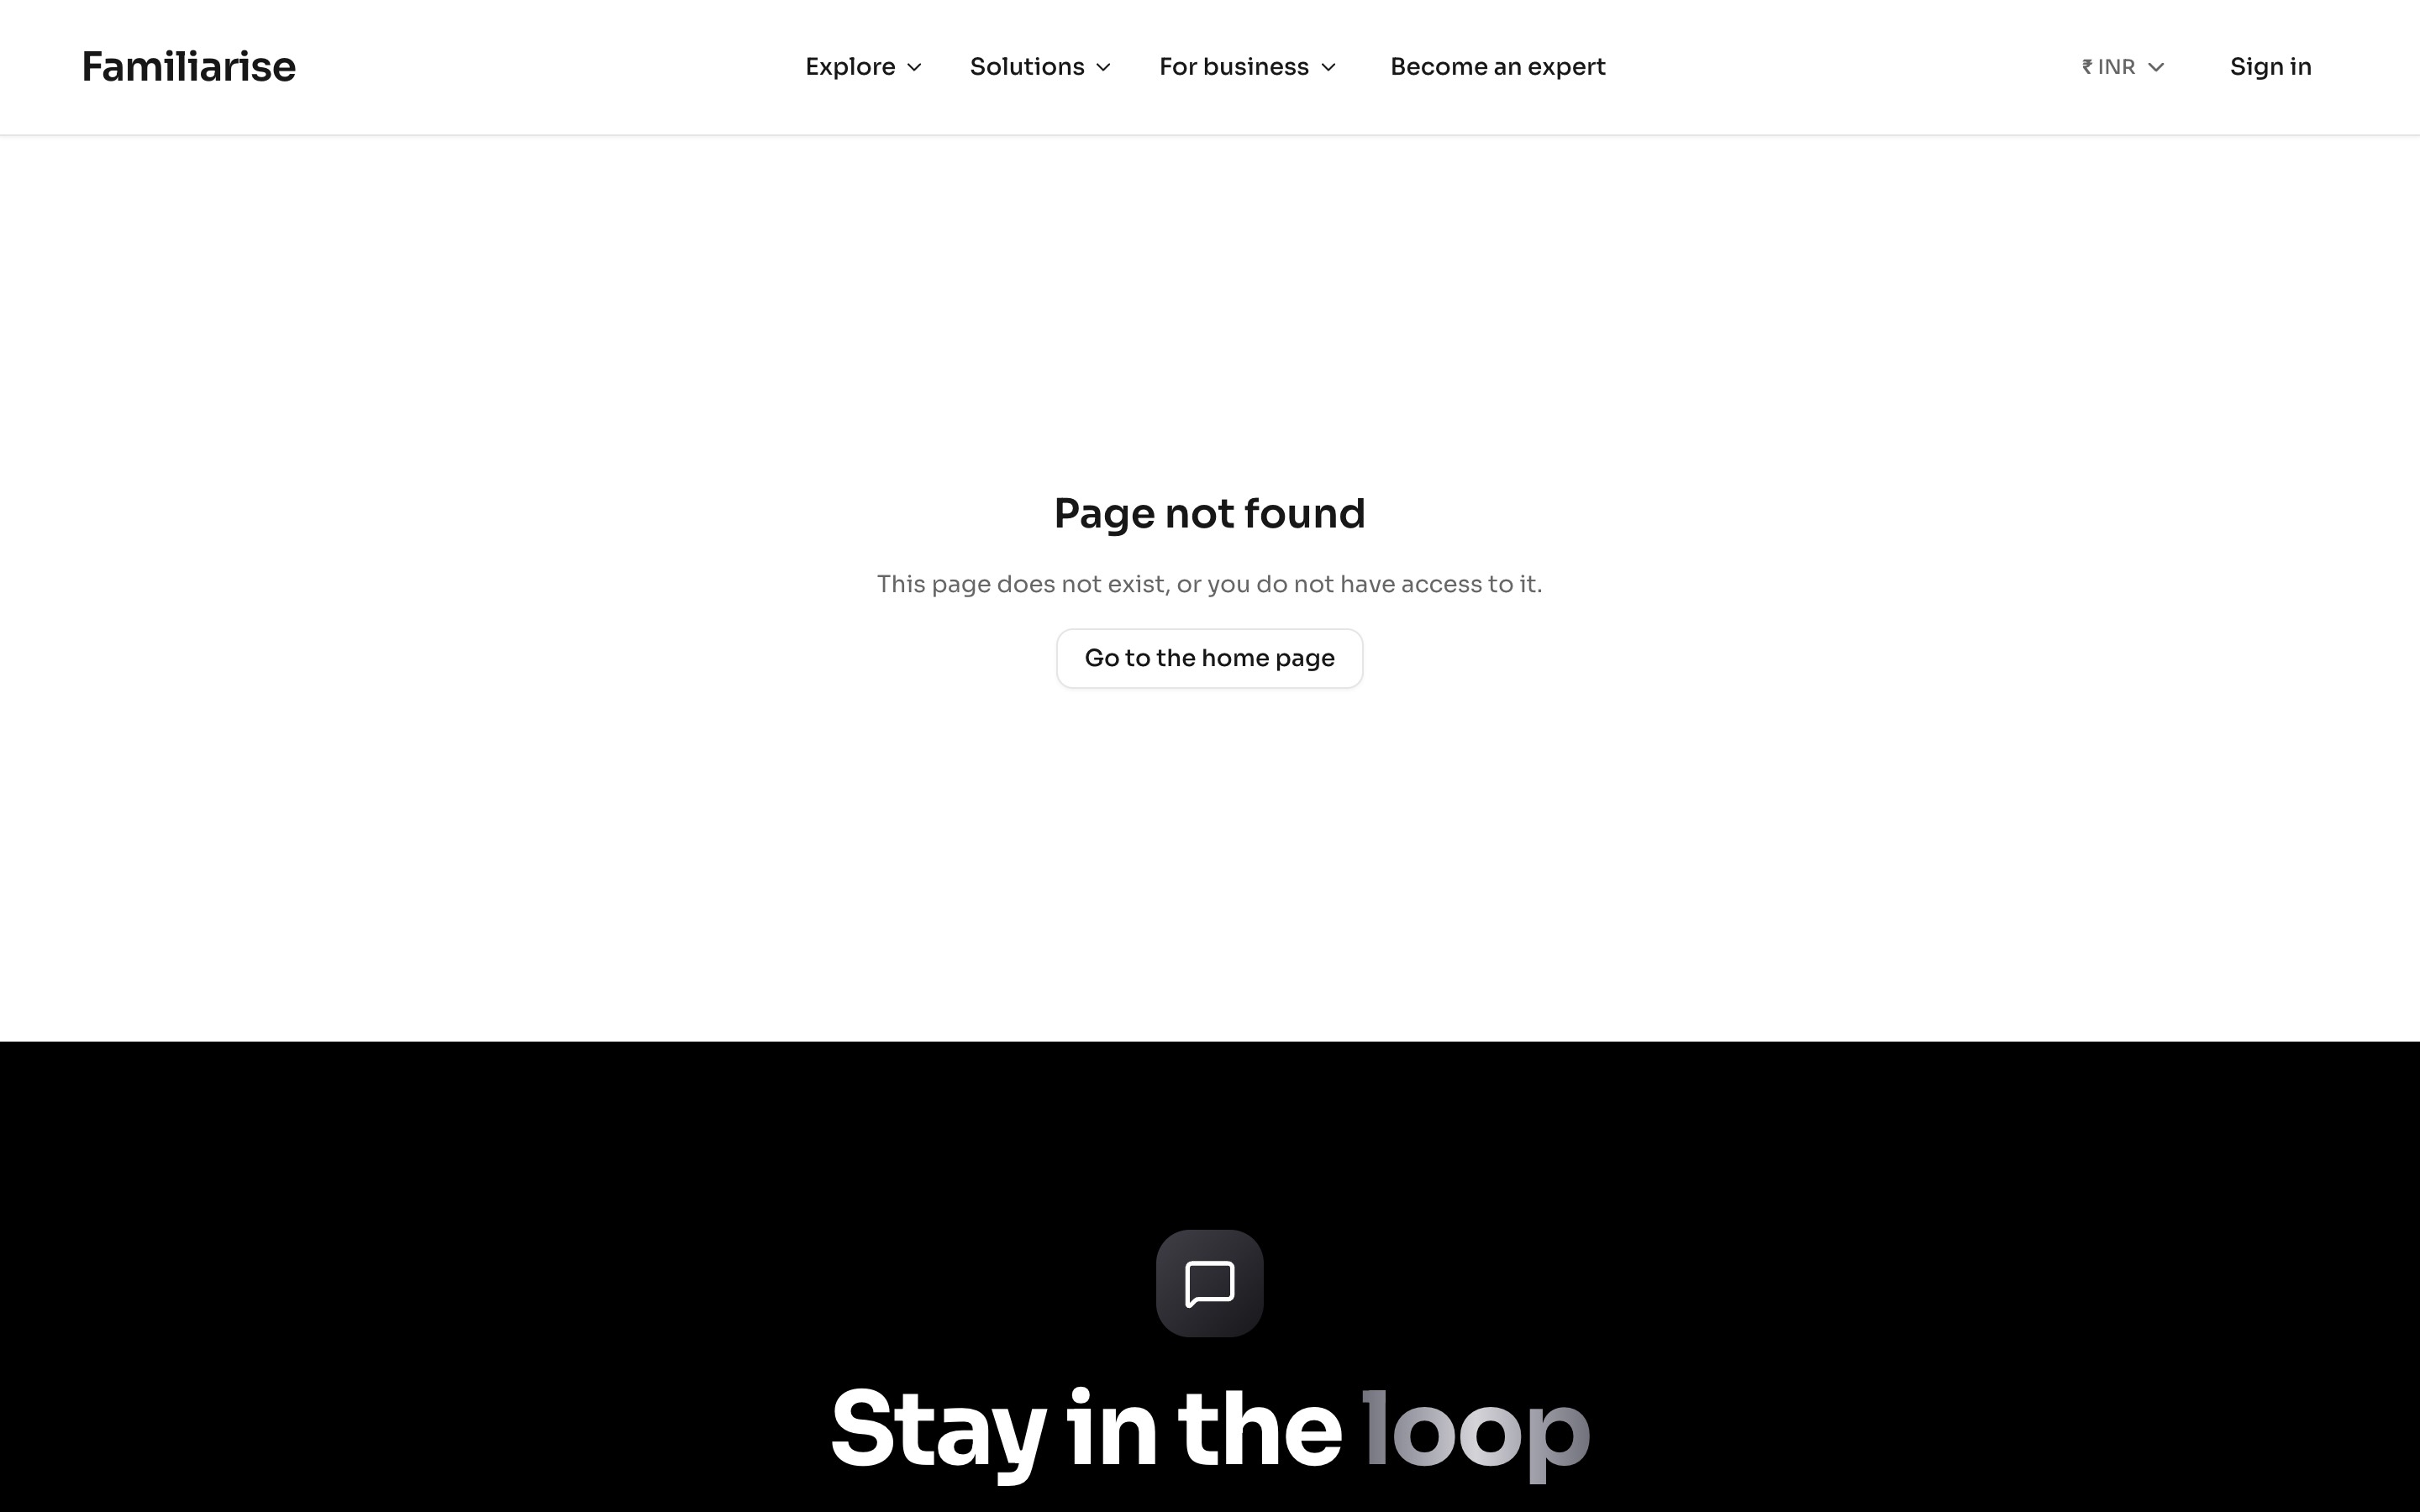 Familiarise
Explore
Solutions
For business
Become an expert
₹ INR
Sign in
Page not found
This page does not exist, or you do not have access to it.
Go to the home page
Stay in the loop